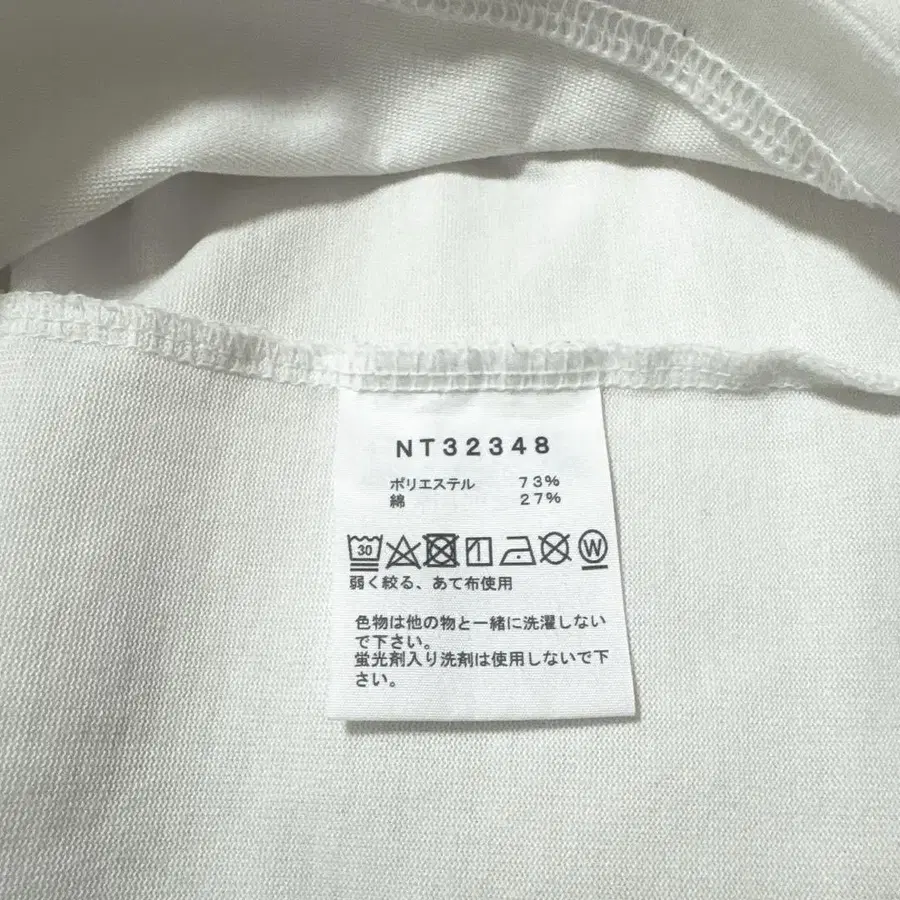 NT32348
ポリエステル 73%
綿 27%
30 W
弱く絞る、あて布使用
色物は他の物と一緒に洗濯しない
で下さい。
蛍光剤入り洗剤は使用しないで下
さい。